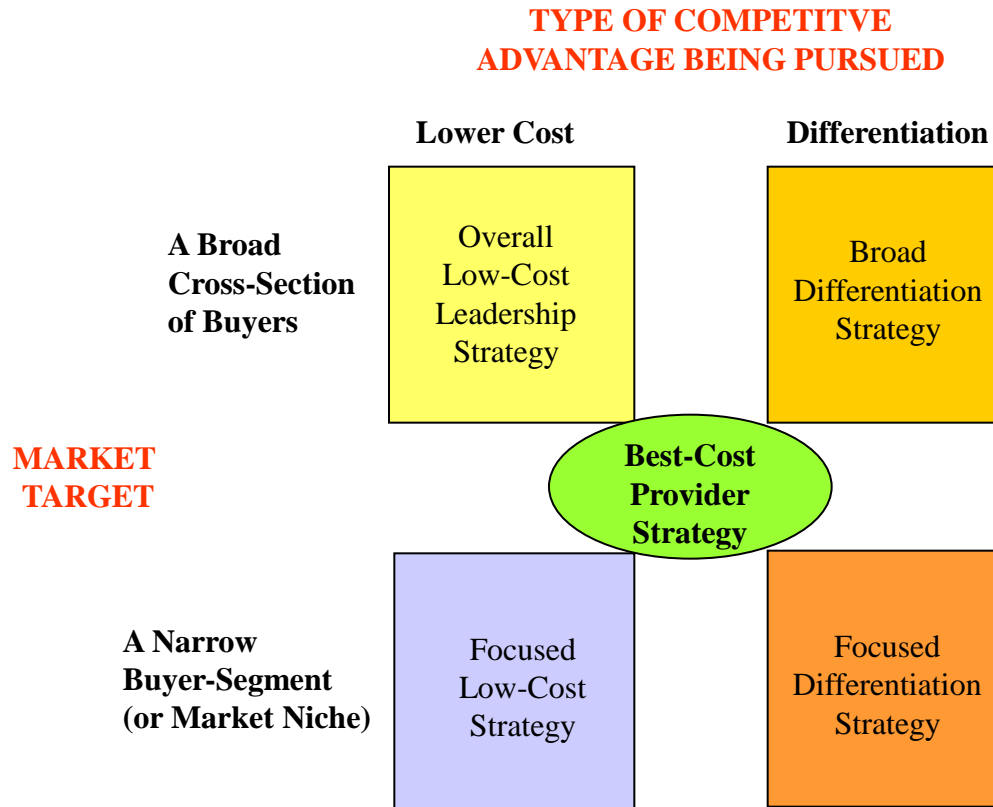 TYPE OF COMPETITVE
ADVANTAGE BEING PURSUED
Lower Cost
Differentiation
A Broad
Cross-Section
of Buyers
Overall
Low-Cost
Leadership
Strategy
Broad
Differentiation
Strategy
MARKET
TARGET
Best-Cost
Provider
Strategy
A Narrow
Buyer-Segment
(or Market Niche)
Focused
Low-Cost
Strategy
Focused
Differentiation
Strategy